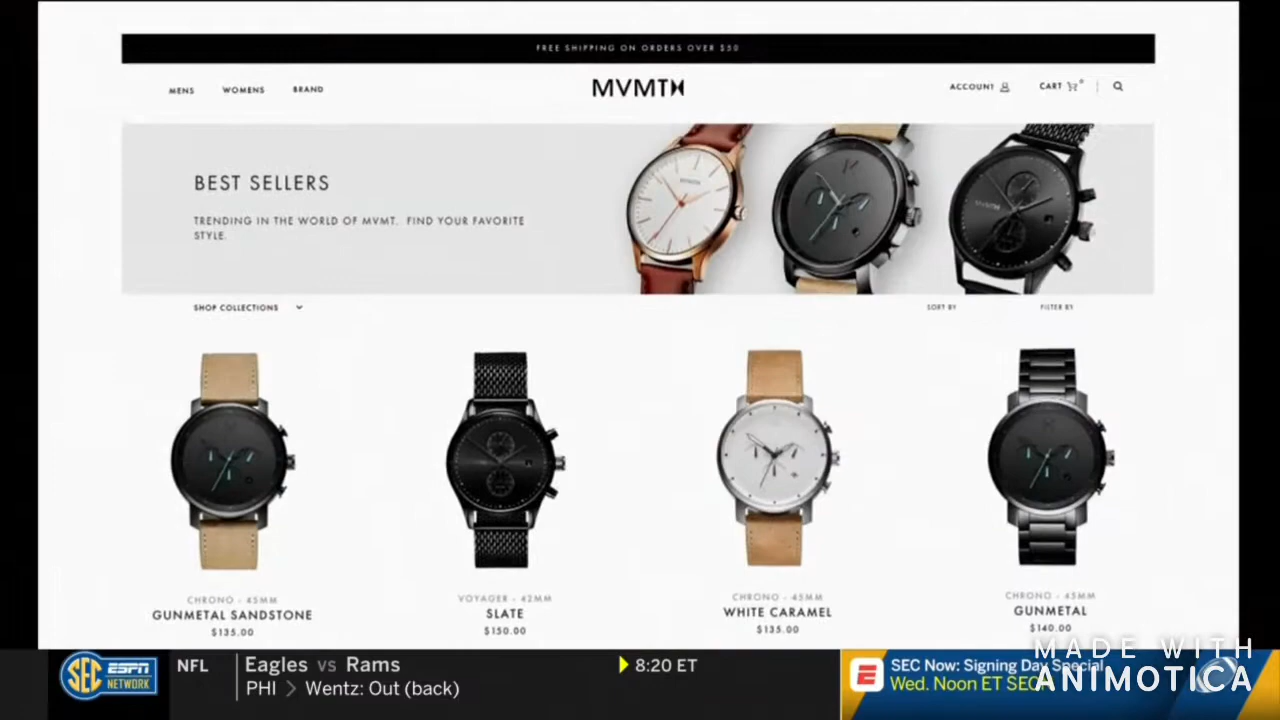 FREE SHIPPING ON ORDERS OVER $50
MENS WOMENS BRAND
MVMT
ACCOUNT CART 0
BEST SELLERS
TRENDING IN THE WORLD OF MVMT. FIND YOUR FAVORITE
STYLE.
SHOP COLLECTIONS
SORT BY FILTER BY
CHRONO - 45MM
GUNMETAL SANDSTONE
$135.00
VOYAGER - 42MM
SLATE
$150.00
CHRONO - 45MM
WHITE CARAMEL
$135.00
CHRONO - 45MM
GUNMETAL
$140.00
SEC ESPN
NETWORK
NFL
Eagles vs Rams
8:20 ET
PHI > Wentz: Out (back)
SEC Now: Signing Day Special
Wed. Noon ET SEC
MADE WITH
ANIMOTICA